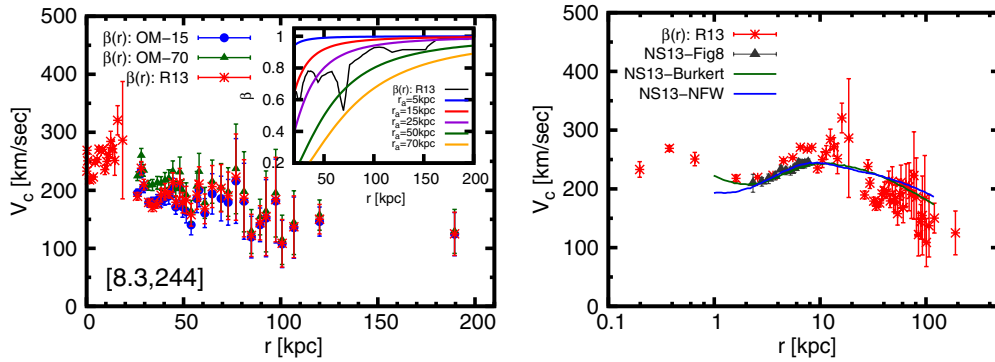 500
400
300
200
100
0
V_c [km/sec]
β(r): OM−15
β(r): OM−70
β(r): R13
[8.3,244]
0 50 100 150 200
r [kpc]
1
0.8
0.6
0.4
0.2
β
β(r): R13
r_a=5kpc
r_a=15kpc
r_a=25kpc
r_a=50kpc
r_a=70kpc
50 100 150 200
r [kpc]
500
400
300
200
100
0
V_c [km/sec]
β(r): R13
NS13−Fig8
NS13−Burkert
NS13−NFW
0.1 1 10 100
r [kpc]